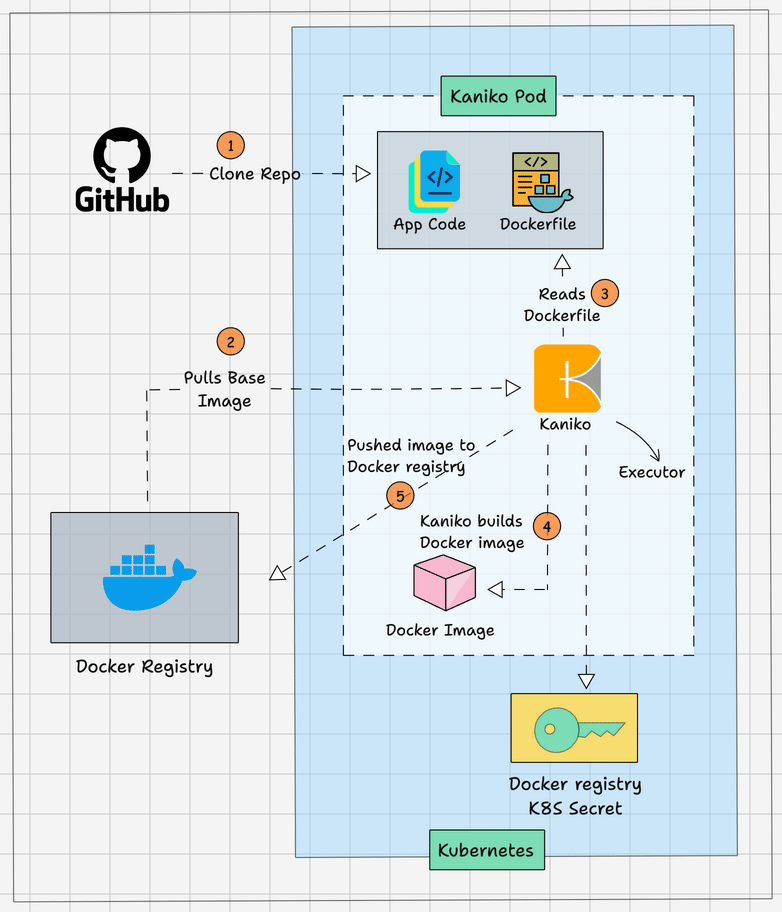 Kaniko Pod
1
Clone Repo
GitHub
</>
</>
App Code
Dockerfile
Reads
3
Dockerfile
2
Pulls Base
Image
Kaniko
Pushed image to
Docker registry
Executor
5
Kaniko builds
Docker image
4
Docker Image
Docker Registry
Docker registry
K8S Secret
Kubernetes